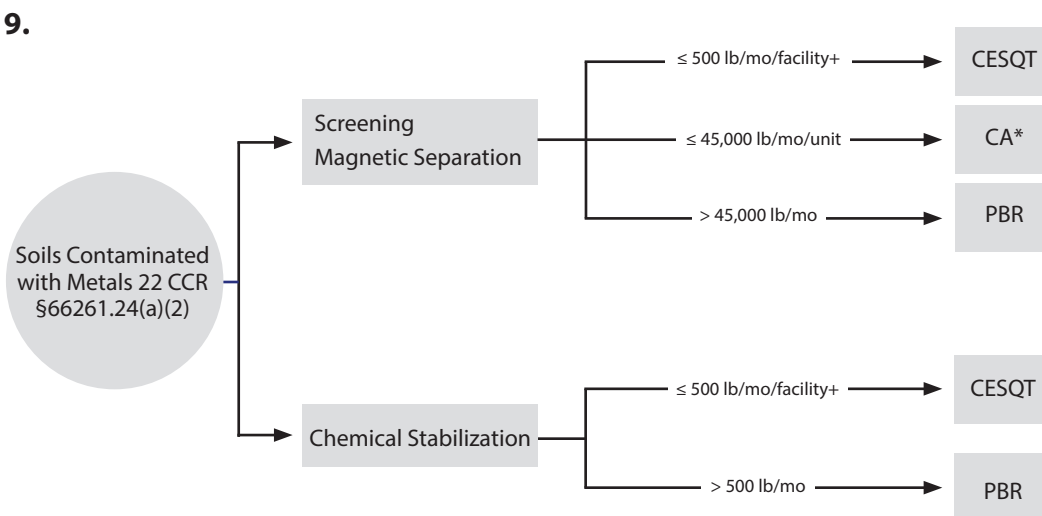 9.
Soils Contaminated
with Metals 22 CCR
§66261.24(a)(2)
Screening
Magnetic Separation
≤ 500 lb/mo/facility+
CESQT
≤ 45,000 lb/mo/unit
CA*
> 45,000 lb/mo
PBR
Chemical Stabilization
≤ 500 lb/mo/facility+
CESQT
> 500 lb/mo
PBR